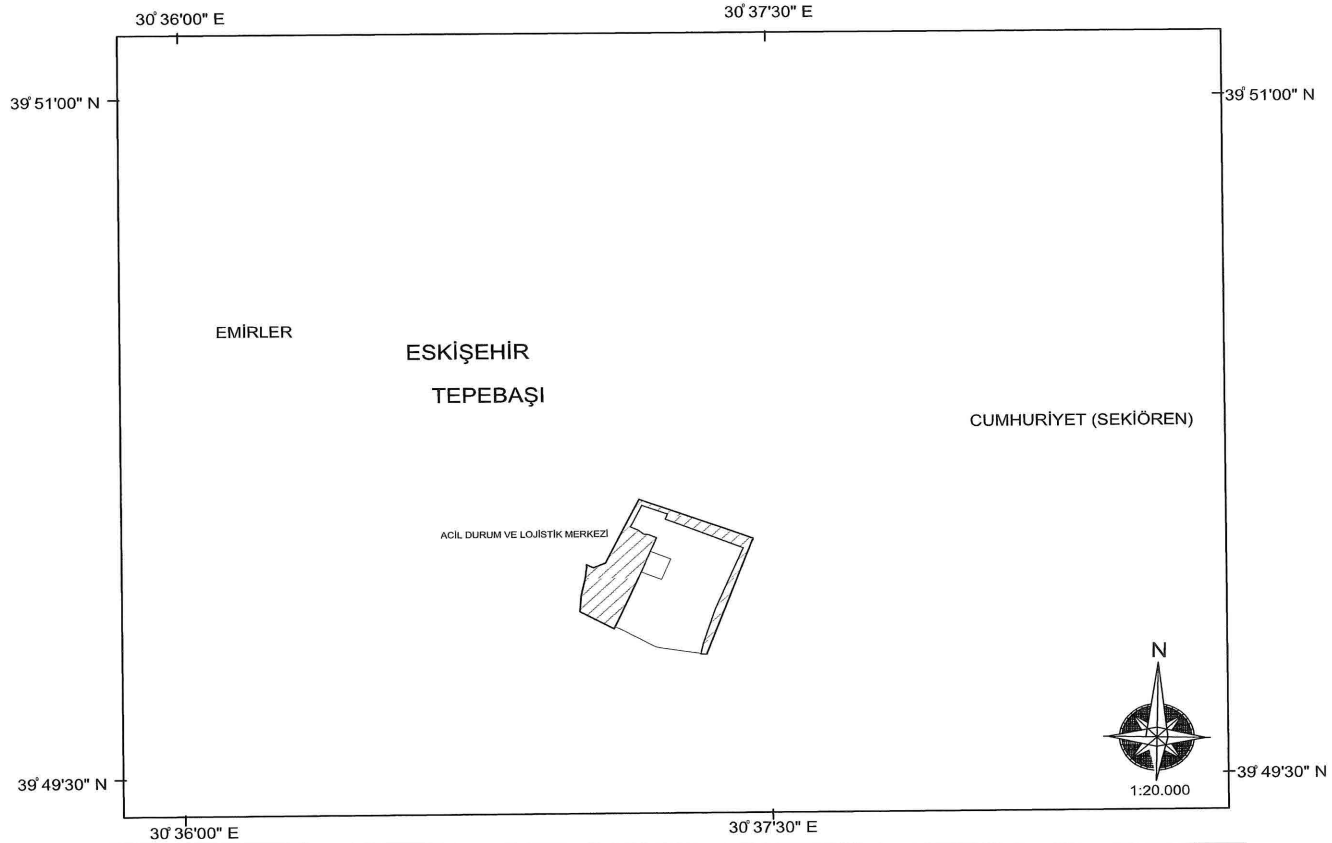 30°36'00" E
30°37'30" E
39°51'00" N
39°51'00" N
EMİRLER
ESKİŞEHİR
TEPEBAŞI
CUMHURİYET (SEKİÖREN)
ACİL DURUM VE LOJİSTİK MERKEZİ
N
39°49'30" N
39°49'30" N
1:20.000
30°36'00" E
30°37'30" E